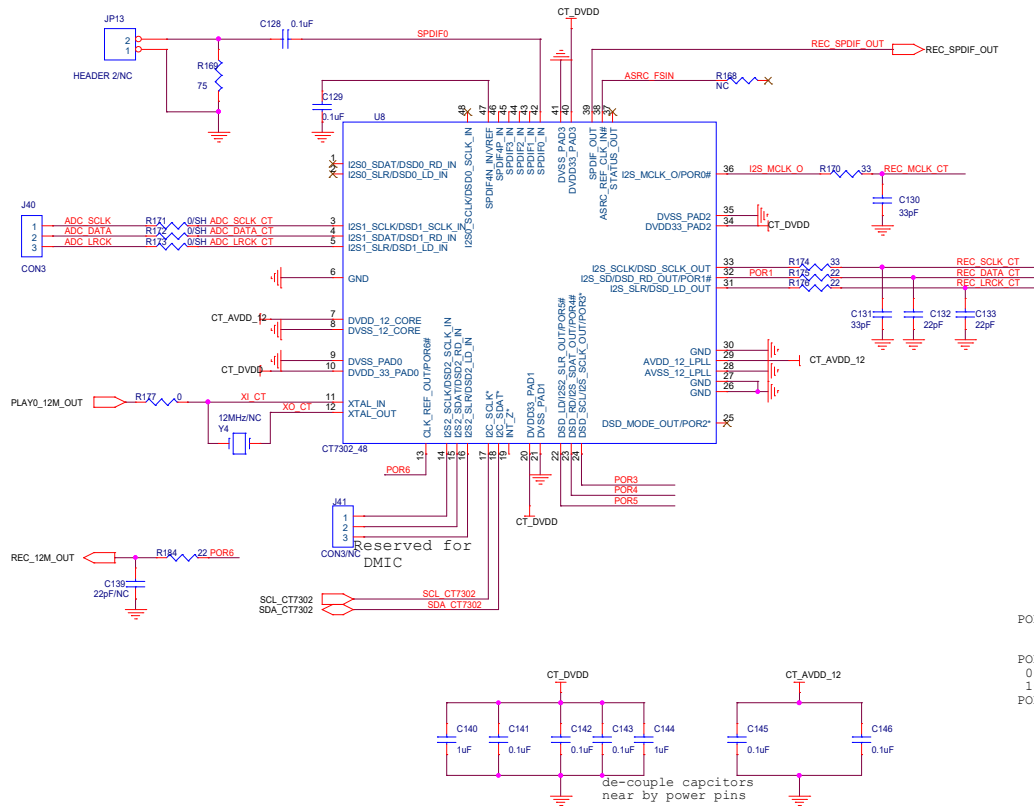 JP13
2
1
HEADER 2/NC
R169
75
C128
0.1uF
SPDIF0
C129
0.1uF
CT_DVDD
REC_SPDIF_OUT
REC_SPDIF_OUT
ASRC_FSIN
R168
NC
U8
48
47
46
45
44
43
42
41
40
39
38
37
I2S0_SCLK/DSD0_SCLK_IN
SPDIF4N_IN/VREF
SPDIF4P_IN
SPDIF3_IN
SPDIF2_IN
SPDIF1_IN
SPDIF0_IN
DVSS_PAD3
DVDD33_PAD3
SPDIF_OUT
ASRC_REF_CLK_IN#
STATUS_OUT
1
I2S0_SDAT/DSD0_RD_IN
2
I2S0_SLR/DSD0_LD_IN
J40
1
2
3
CON3
ADC_SCLK
R171
0/SH
ADC_SCLK_CT
3
I2S1_SCLK/DSD1_SCLK_IN
ADC_DATA
R172
0/SH
ADC_DATA_CT
4
I2S1_SDAT/DSD1_RD_IN
ADC_LRCK
R173
0/SH
ADC_LRCK_CT
5
I2S1_SLR/DSD1_LD_IN
6
GND
CT_AVDD_12
7
DVDD_12_CORE
8
DVSS_12_CORE
9
DVSS_PAD0
CT_DVDD
10
DVDD_33_PAD0
PLAY0_12M_OUT
R177
0
XI_CT
11
XTAL_IN
XO_CT
12
XTAL_OUT
12MHz/NC
Y4
CT7302_48
I2S_MCLK_O/POR0#
36
I2S_MCLK_O
R170
33
REC_MCLK_CT
C130
33pF
DVSS_PAD2
35
DVDD33_PAD2
34
CT_DVDD
I2S_SCLK/DSD_SCLK_OUT
33
R174
33
REC_SCLK_CT
I2S_SD/DSD_RD_OUT/POR1#
32
POR1
R175
22
REC_DATA_CT
I2S_SLR/DSD_LD_OUT
31
R176
22
REC_LRCK_CT
C131
33pF
C132
22pF
C133
22pF
GND
30
AVDD_12_LPLL
29
CT_AVDD_12
AVSS_12_LPLL
28
GND
27
GND
26
DSD_MODE_OUT/POR2*
25
CLK_REF_OUT/POR6#
I2S2_SCLK/DSD2_SCLK_IN
I2S2_SDAT/DSD2_RD_IN
I2S2_SLR/DSD2_LD_IN
I2C_SCLK*
I2C_SDAT*
INT_Z*
DVDD33_PAD1
DVSS_PAD1
DSD_LD/I2S2_SLR_OUT/POR5#
DSD_RD/I2S_SDAT_OUT/POR4#
DSD_SCL/I2S_SCLK_OUT/POR3*
13
14
15
16
17
18
19
20
21
22
23
24
POR6
POR3
POR4
POR5
CT_DVDD
J41
1
2
3
CON3/NC
Reserved for
DMIC
REC_12M_OUT
R184
22
POR6
C139
22pF/NC
SCL_CT7302
SCL_CT7302
SDA_CT7302
SDA_CT7302
PO
PO
0
1
PO
CT_DVDD
C140
1uF
C141
0.1uF
C142
0.1uF
C143
0.1uF
C144
1uF
CT_AVDD_12
C145
0.1uF
C146
0.1uF
de-couple capcitors
near by power pins